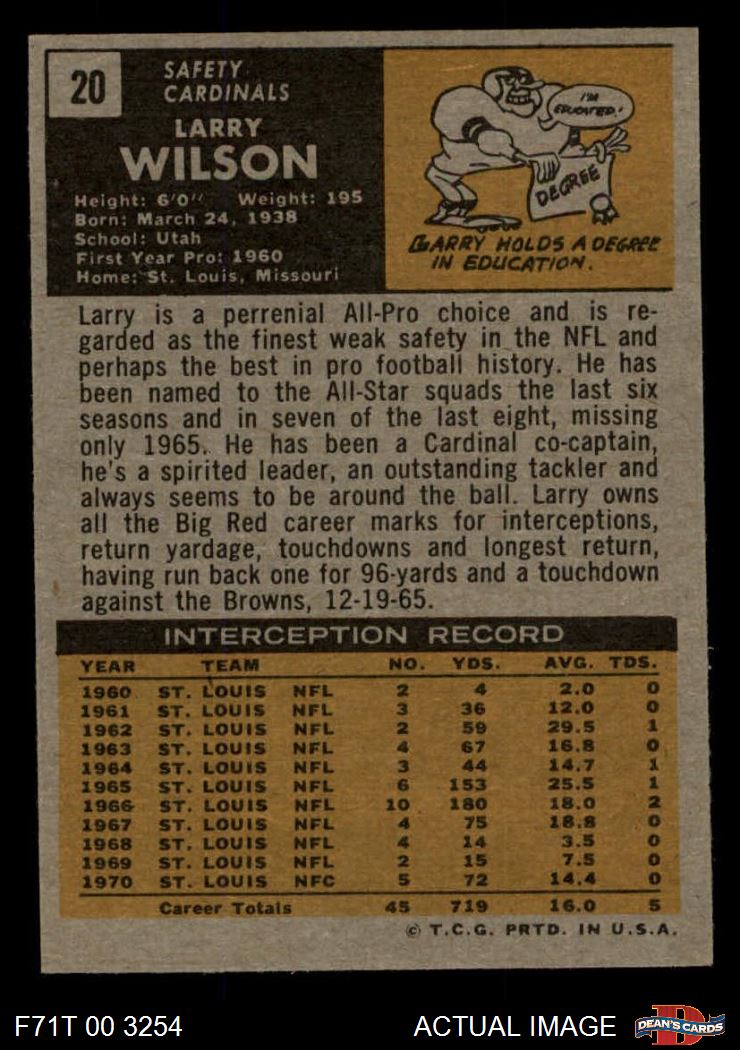 20
SAFETY
CARDINALS
LARRY
WILSON
Height: 6'0" Weight: 195
Born: March 24, 1938
School: Utah
First Year Pro: 1960
Home: St. Louis, Missouri
I'M
EDUCATED!
DEGREE
LARRY HOLDS A DEGREE
IN EDUCATION.
Larry is a perrenial All-Pro choice and is re-
garded as the finest weak safety in the NFL and
perhaps the best in pro football history. He has
been named to the All-Star squads the last six
seasons and in seven of the last eight, missing
only 1965. He has been a Cardinal co-captain,
he's a spirited leader, an outstanding tackler and
always seems to be around the ball. Larry owns
all the Big Red career marks for interceptions,
return yardage, touchdowns and longest return,
having run back one for 96-yards and a touchdown
against the Browns, 12-19-65.
INTERCEPTION RECORD
YEAR TEAM NO. YDS. AVG. TDS.
1960 ST. LOUIS NFL 2 4 2.0 0
1961 ST. LOUIS NFL 3 36 12.0 0
1962 ST. LOUIS NFL 2 59 29.5 1
1963 ST. LOUIS NFL 4 67 16.8 0
1964 ST. LOUIS NFL 3 44 14.7 1
1965 ST. LOUIS NFL 6 153 25.5 1
1966 ST. LOUIS NFL 10 180 18.0 2
1967 ST. LOUIS NFL 4 75 18.8 0
1968 ST. LOUIS NFL 4 14 3.5 0
1969 ST. LOUIS NFL 2 15 7.5 0
1970 ST. LOUIS NFC 5 72 14.4 0
Career Totals 45 719 16.0 5
© T.C.G. PRTD. IN U.S.A.
F71T 00 3254 ACTUAL IMAGE
D
DEAN'S CARDS